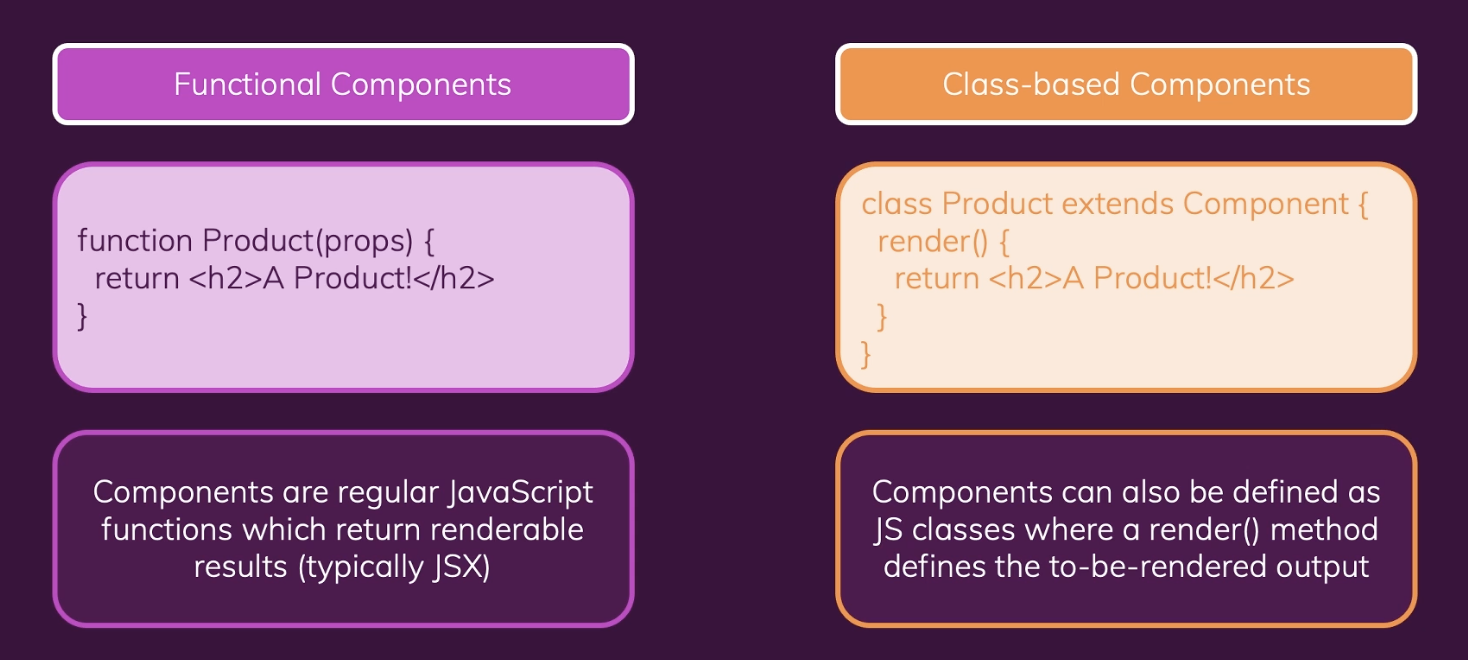 Functional Components
function Product(props) {
  return <h2>A Product!</h2>
}
Components are regular JavaScript
functions which return renderable
results (typically JSX)
Class-based Components
class Product extends Component {
  render() {
    return <h2>A Product!</h2>
  }
}
Components can also be defined as
JS classes where a render() method
defines the to-be-rendered output